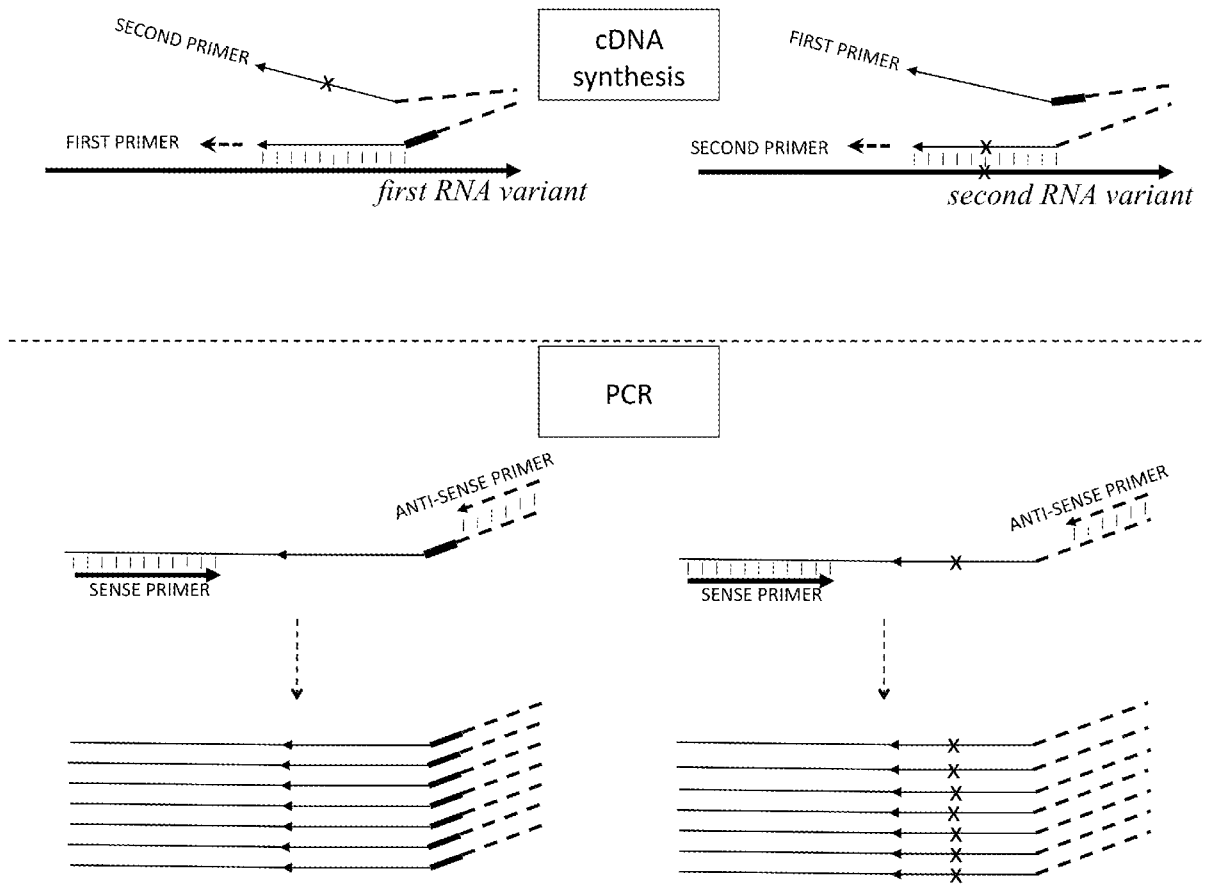 SECOND PRIMER
cDNA
synthesis
FIRST PRIMER
FIRST PRIMER
SECOND PRIMER
X
X
X
first RNA variant
second RNA variant
PCR
ANTI-SENSE PRIMER
ANTI-SENSE PRIMER
X
SENSE PRIMER
SENSE PRIMER
X
X
X
X
X
X
X